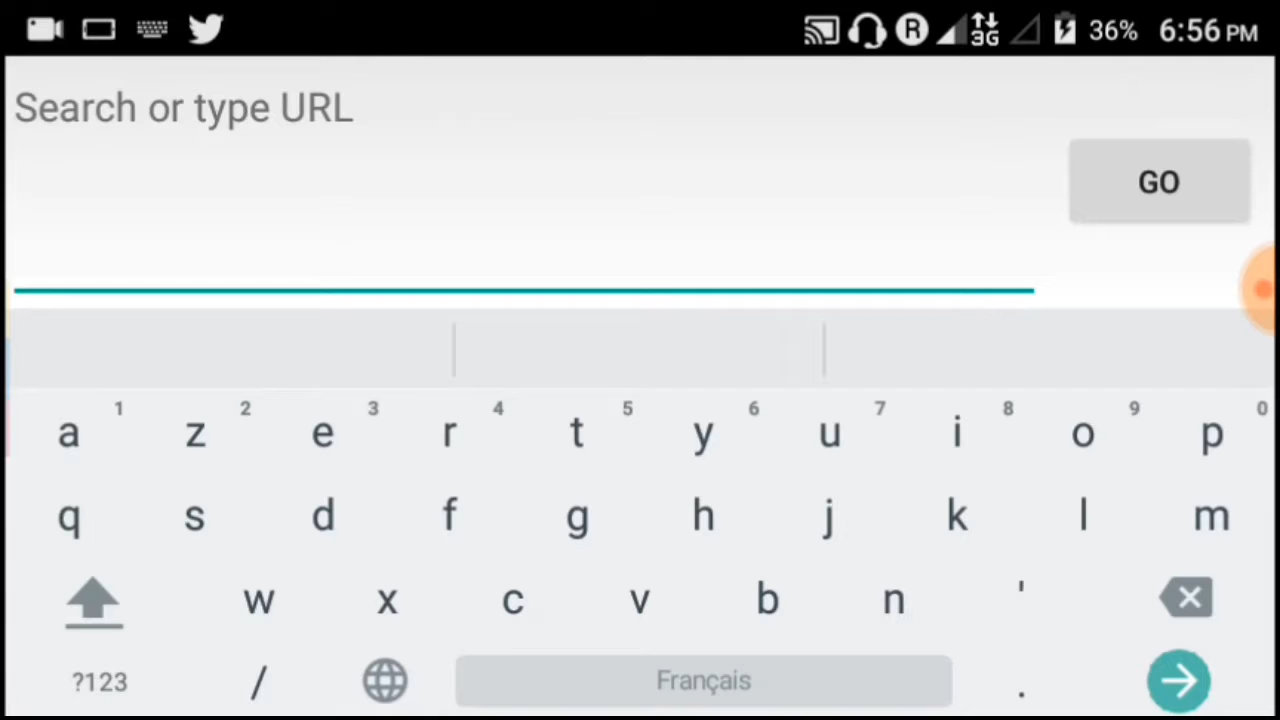 R 3G 36% 6:56 PM
Search or type URL
GO
1 2 3 4 5 6 7 8 9 0
a z e r t y u i o p
q s d f g h j k l m
w x c v b n '
?123 / Français .